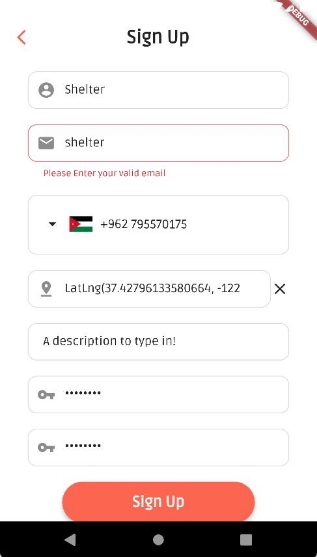 DEBUG
Sign Up
Shelter
shelter
Please Enter your valid email
+962 795570175
LatLng(37.42796133580664, -122
A description to type in!
••••••••
••••••••
Sign Up